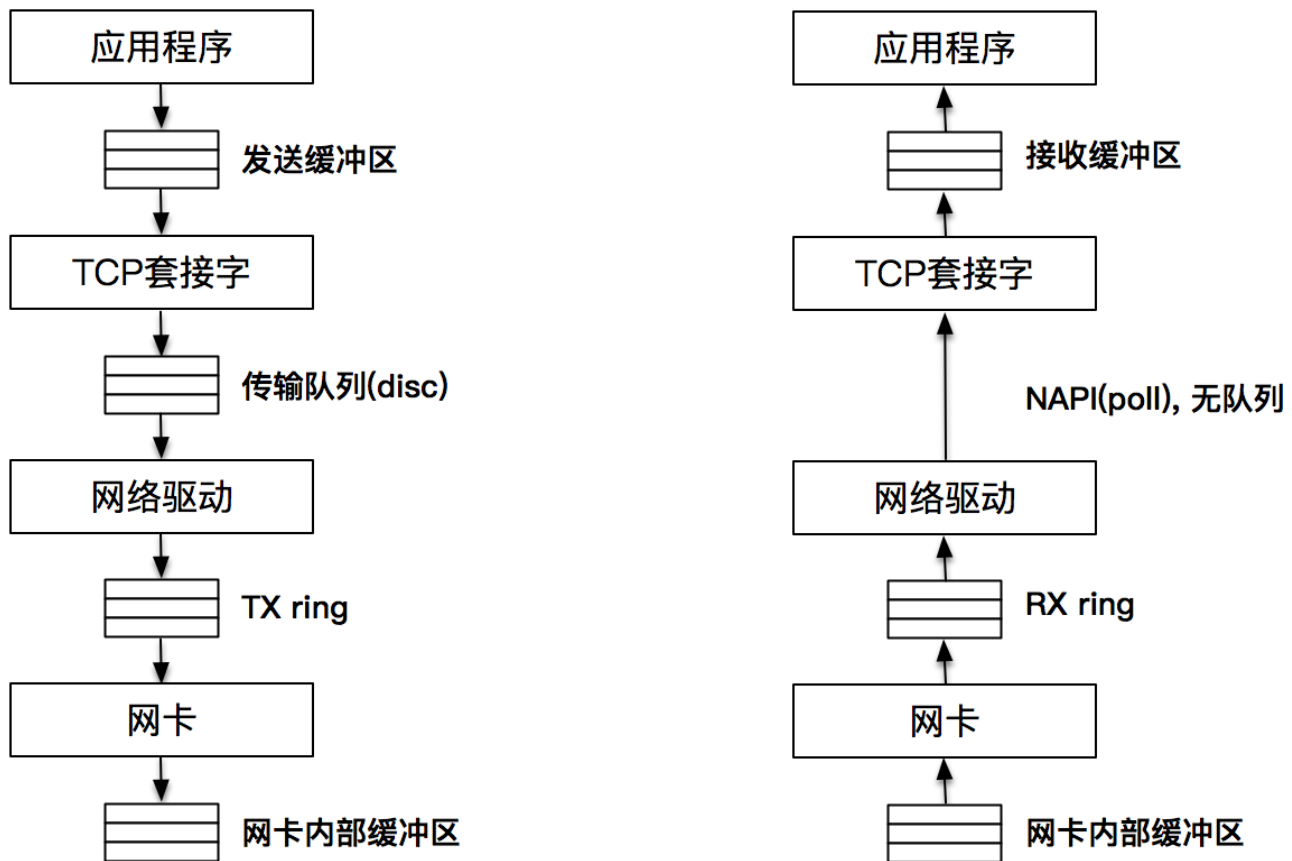 应用程序
发送缓冲区
TCP套接字
传输队列(disc)
网络驱动
TX ring
网卡
网卡内部缓冲区
应用程序
接收缓冲区
TCP套接字
NAPI(poll), 无队列
网络驱动
RX ring
网卡
网卡内部缓冲区